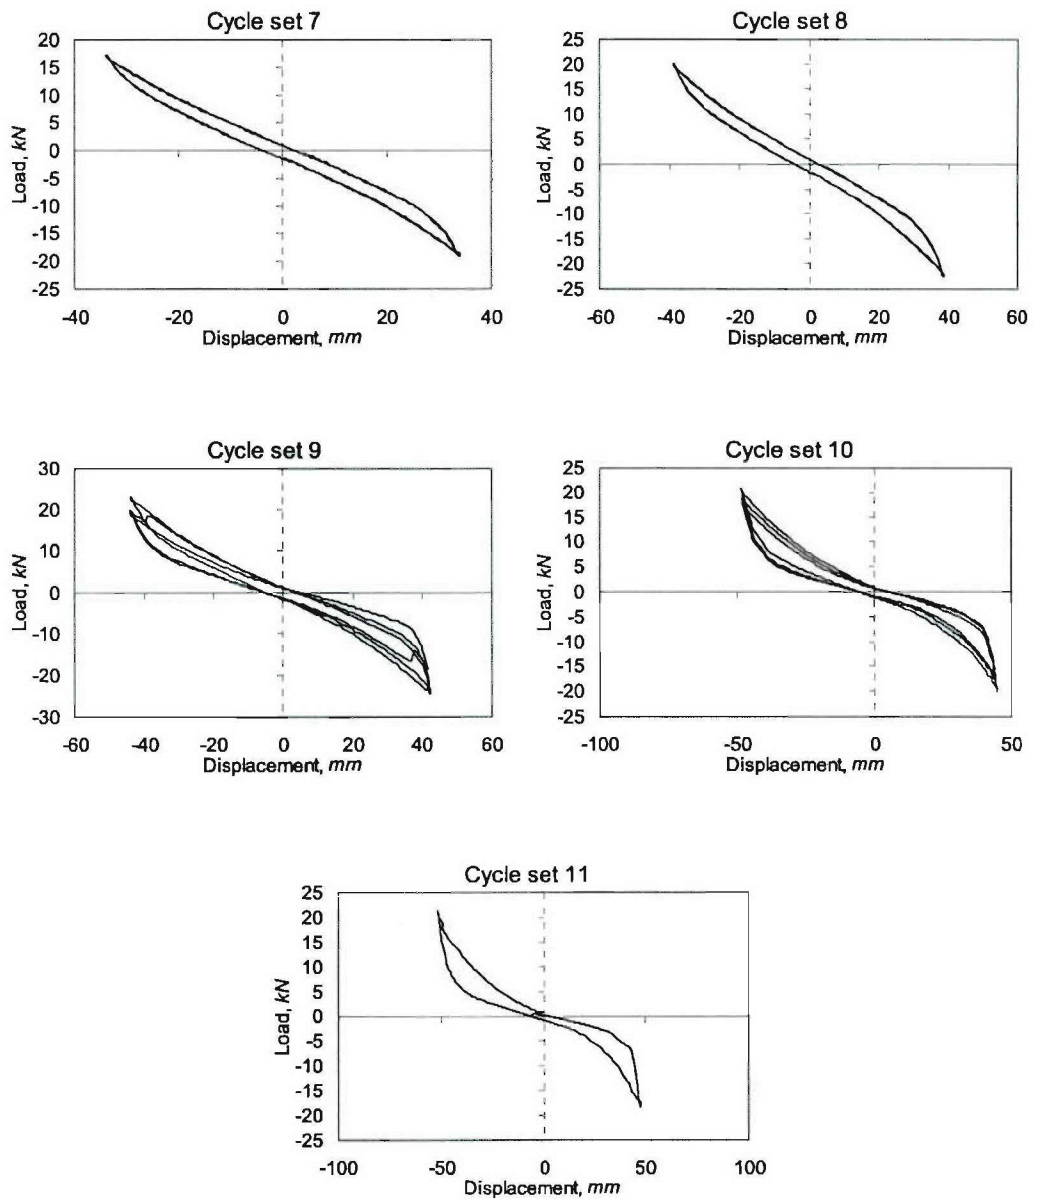 Cycle set 7
20
15
10
5
0
-5
-10
-15
-20
-25
Load, kN
-40 -20 0 20 40
Displacement, mm
Cycle set 8
25
20
15
10
5
0
-5
-10
-15
-20
-25
Load, kN
-60 -40 -20 0 20 40 60
Displacement, mm
Cycle set 9
30
20
10
0
-10
-20
-30
Load, kN
-60 -40 -20 0 20 40 60
Displacement, mm
Cycle set 10
25
20
15
10
5
0
-5
-10
-15
-20
-25
Load, kN
-100 -50 0 50
Displacement, mm
Cycle set 11
25
20
15
10
5
0
-5
-10
-15
-20
-25
Load, kN
-100 -50 0 50 100
Displacement, mm